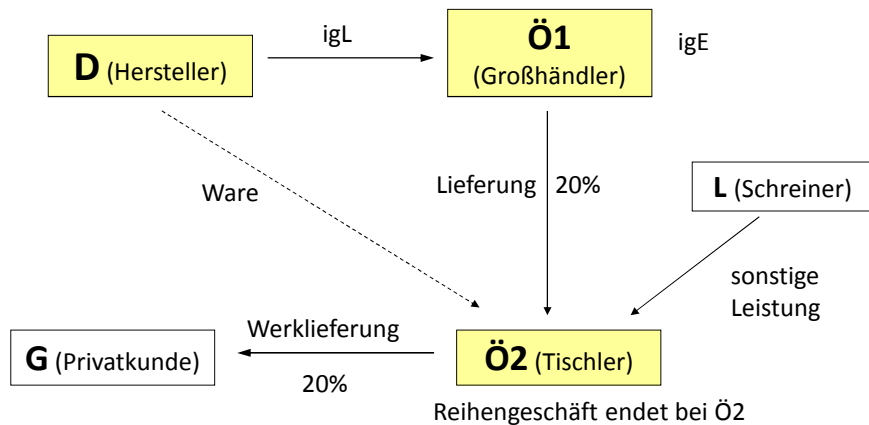 igL
D (Hersteller)
Ö1
(Großhändler)
igE
Ware
Lieferung 20%
L (Schreiner)
sonstige
Leistung
Werklieferung
G (Privatkunde)
20%
Ö2 (Tischler)
Reihengeschäft endet bei Ö2